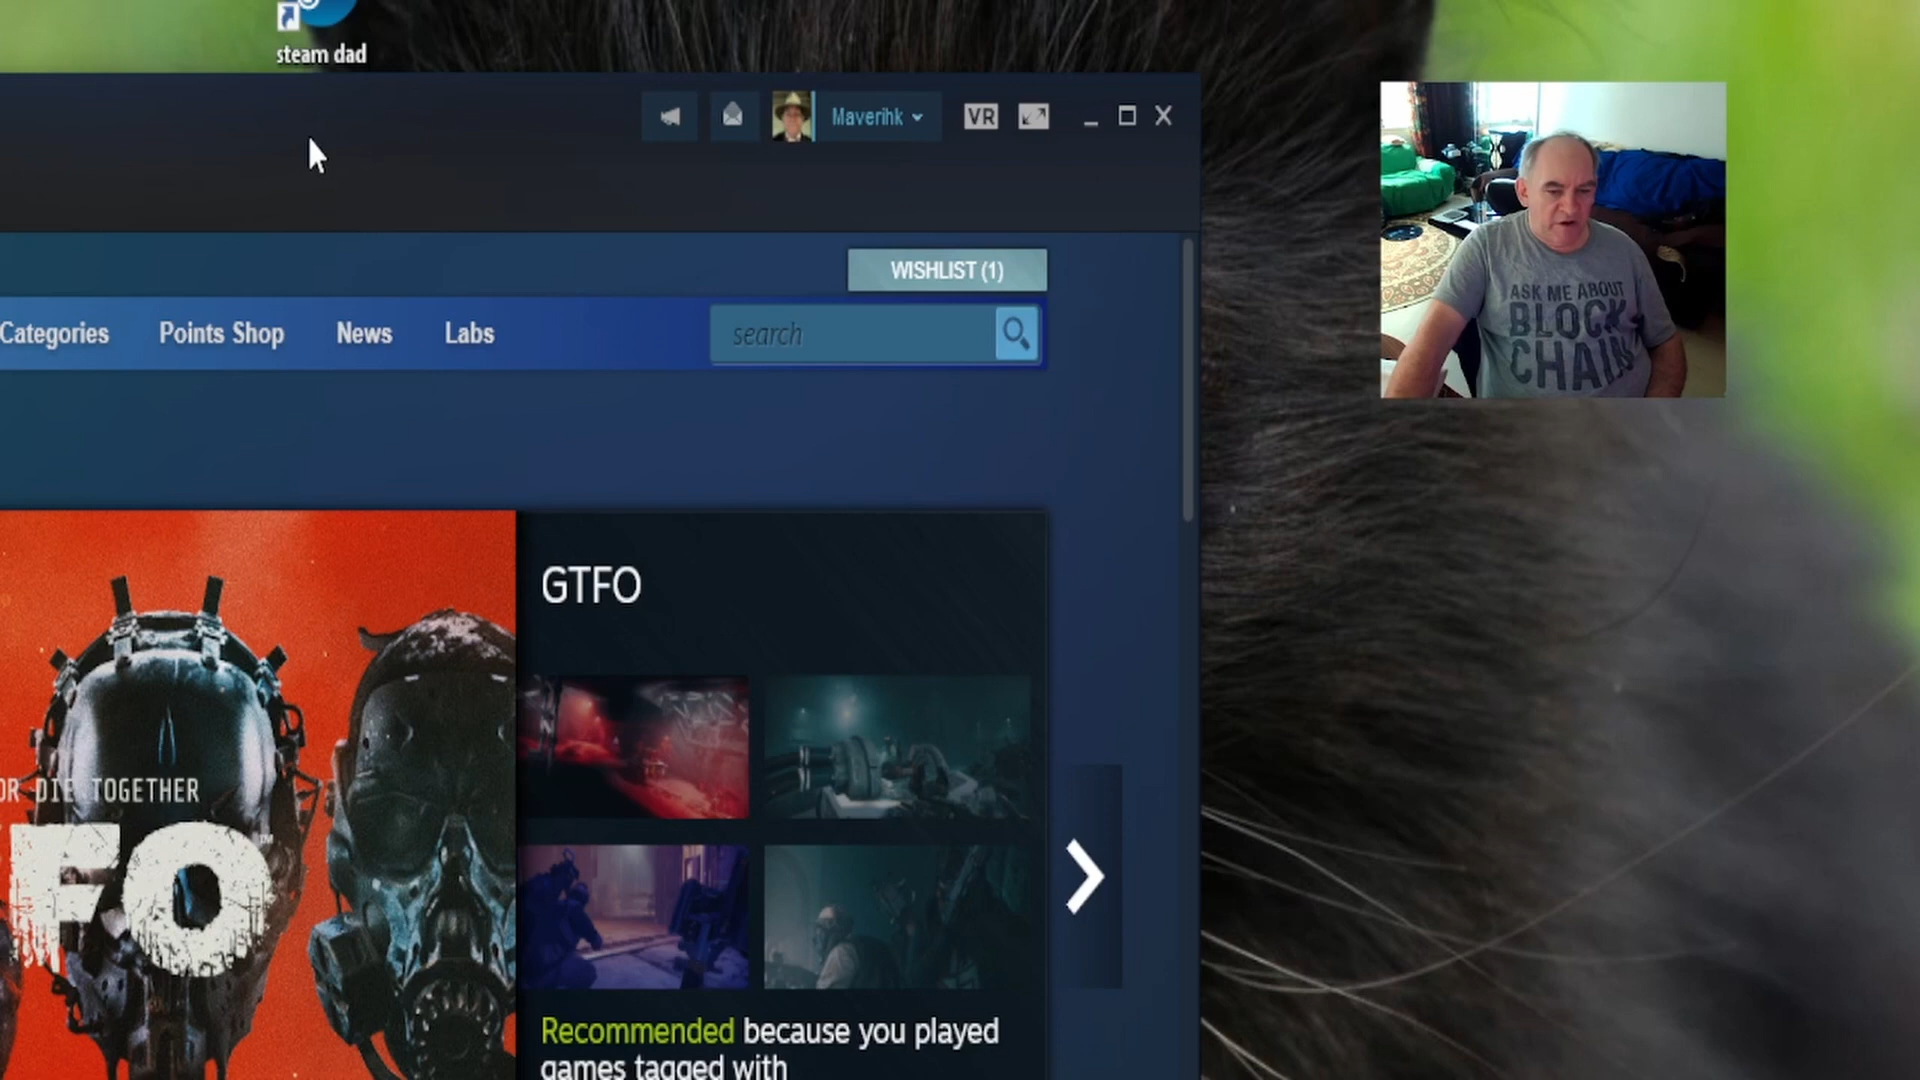 steam dad
Maverihk
VR
WISHLIST (1)
Categories
Points Shop
News
Labs
search
ASK ME ABOUT
BLOCK
CHAIN
GTFO
OR DIE TOGETHER
FO
Recommended because you played
games tagged with